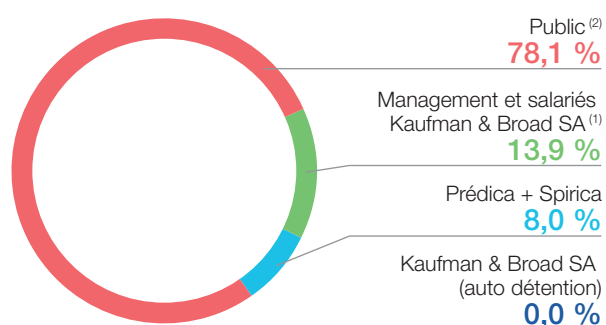 Public (2)
78,1 %
Management et salariés
Kaufman & Broad SA (1)
13,9 %
Prédica + Spirica
8,0 %
Kaufman & Broad SA
(auto détention)
0,0 %